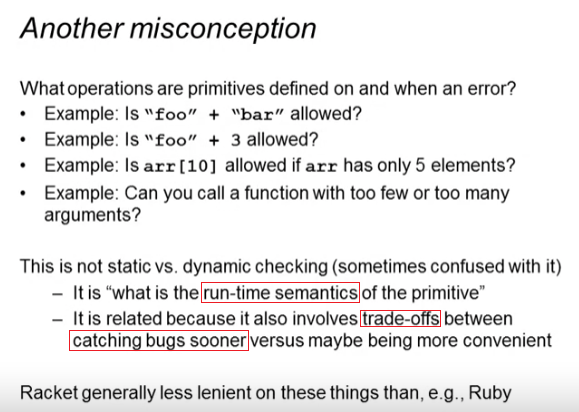 Another misconception
What operations are primitives defined on and when an error?
• Example: Is "foo" + "bar" allowed?
• Example: Is "foo" + 3 allowed?
• Example: Is arr[10] allowed if arr has only 5 elements?
• Example: Can you call a function with too few or too many
arguments?
This is not static vs. dynamic checking (sometimes confused with it)
– It is “what is the run-time semantics of the primitive”
– It is related because it also involves trade-offs between
catching bugs sooner versus maybe being more convenient
Racket generally less lenient on these things than, e.g., Ruby